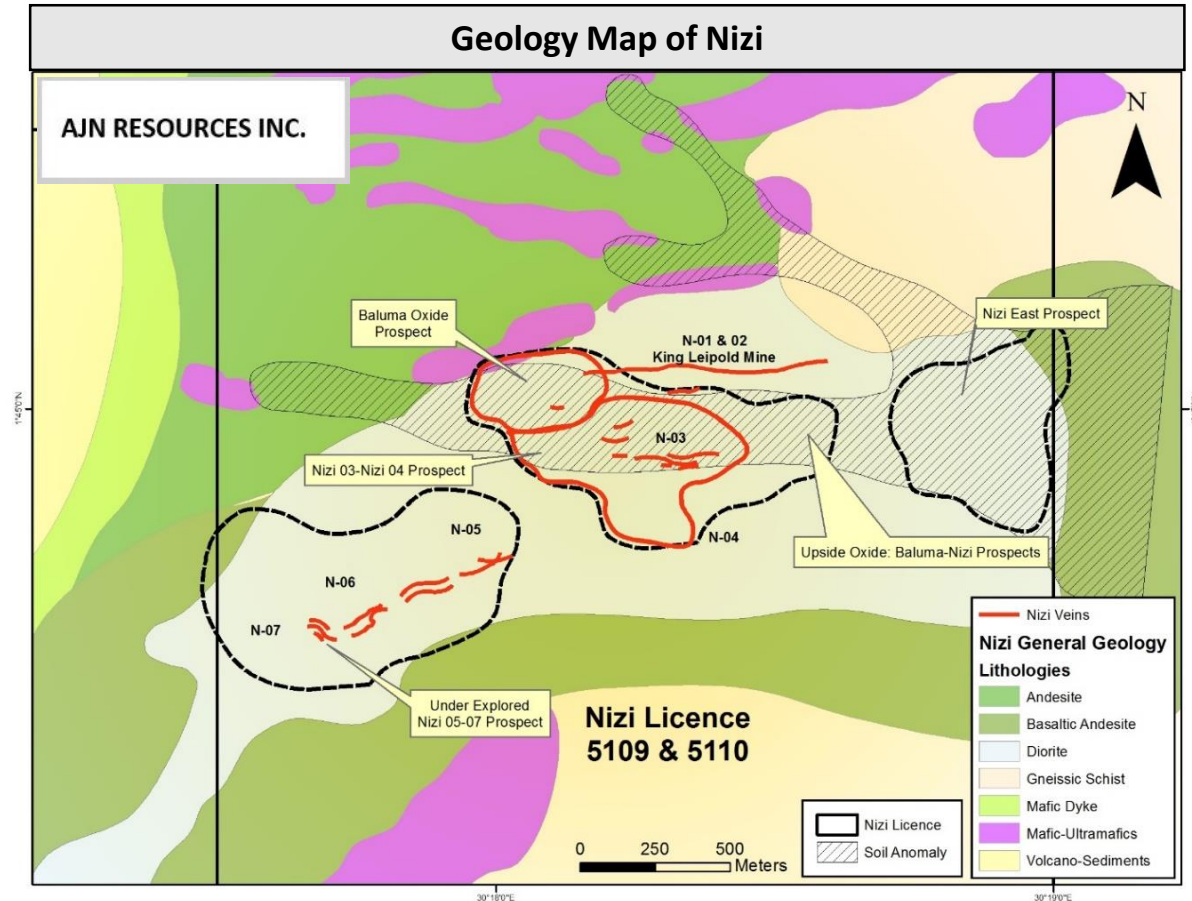 Geology Map of Nizi
AJN RESOURCES INC.
N
Baluma Oxide
Prospect
N-01 & 02
King Leipold Mine
Nizi East Prospect
1°45'0"N
N-03
Nizi 03-Nizi 04 Prospect
N-04
Upside Oxide: Baluma-Nizi Prospects
N-05
N-06
N-07
Under Explored
Nizi 05-07 Prospect
Nizi Licence
5109 & 5110
0 250 500
Meters
Nizi Licence
Soil Anomaly
Nizi Veins
Nizi General Geology
Lithologies
Andesite
Basaltic Andesite
Diorite
Gneissic Schist
Mafic Dyke
Mafic-Ultramafics
Volcano-Sediments
30°18'0"E
30°19'0"E